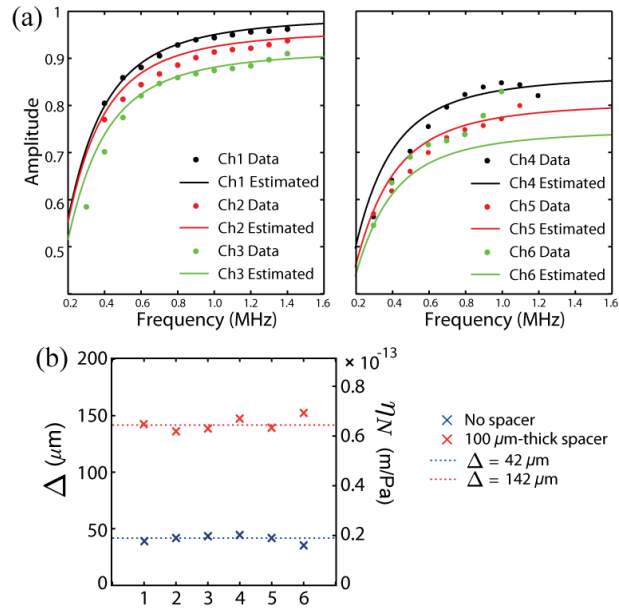 (a)
Amplitude
1
0.9
0.8
0.7
0.6
0.5
Ch1 Data
Ch1 Estimated
Ch2 Data
Ch2 Estimated
Ch3 Data
Ch3 Estimated
0.2 0.4 0.6 0.8 1.0 1.2 1.4 1.6
Frequency (MHz)
Ch4 Data
Ch4 Estimated
Ch5 Data
Ch5 Estimated
Ch6 Data
Ch6 Estimated
0.2 0.4 0.6 0.8 1.0 1.2 1.4 1.6
Frequency (MHz)
(b)
Δ (µm)
200
150
100
50
0
1 2 3 4 5 6
× 10⁻¹³
0.8
0.6
0.4
0.2
0
ηN (m/Pa)
No spacer
100 µm-thick spacer
Δ = 42 µm
Δ = 142 µm